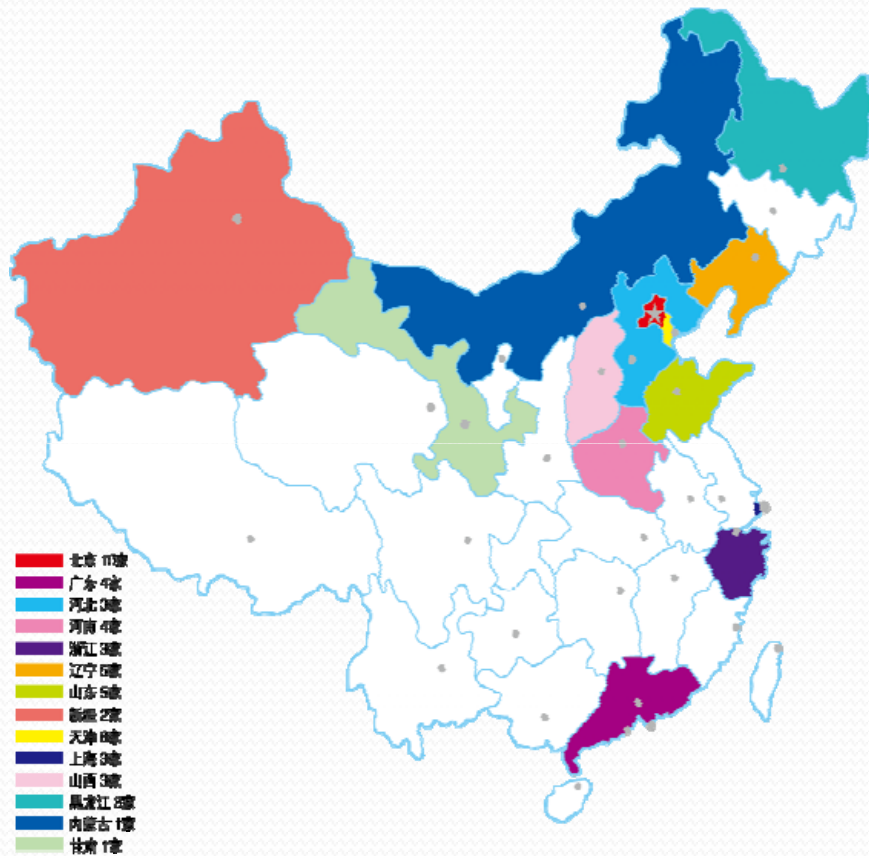 北京
广东 4家
河北 3家
河南 4家
浙江 3家
辽宁 5家
山东 5家
新疆 2家
天津
上海 3家
山西 3家
黑龙江
内蒙古 1家
甘肃 1家